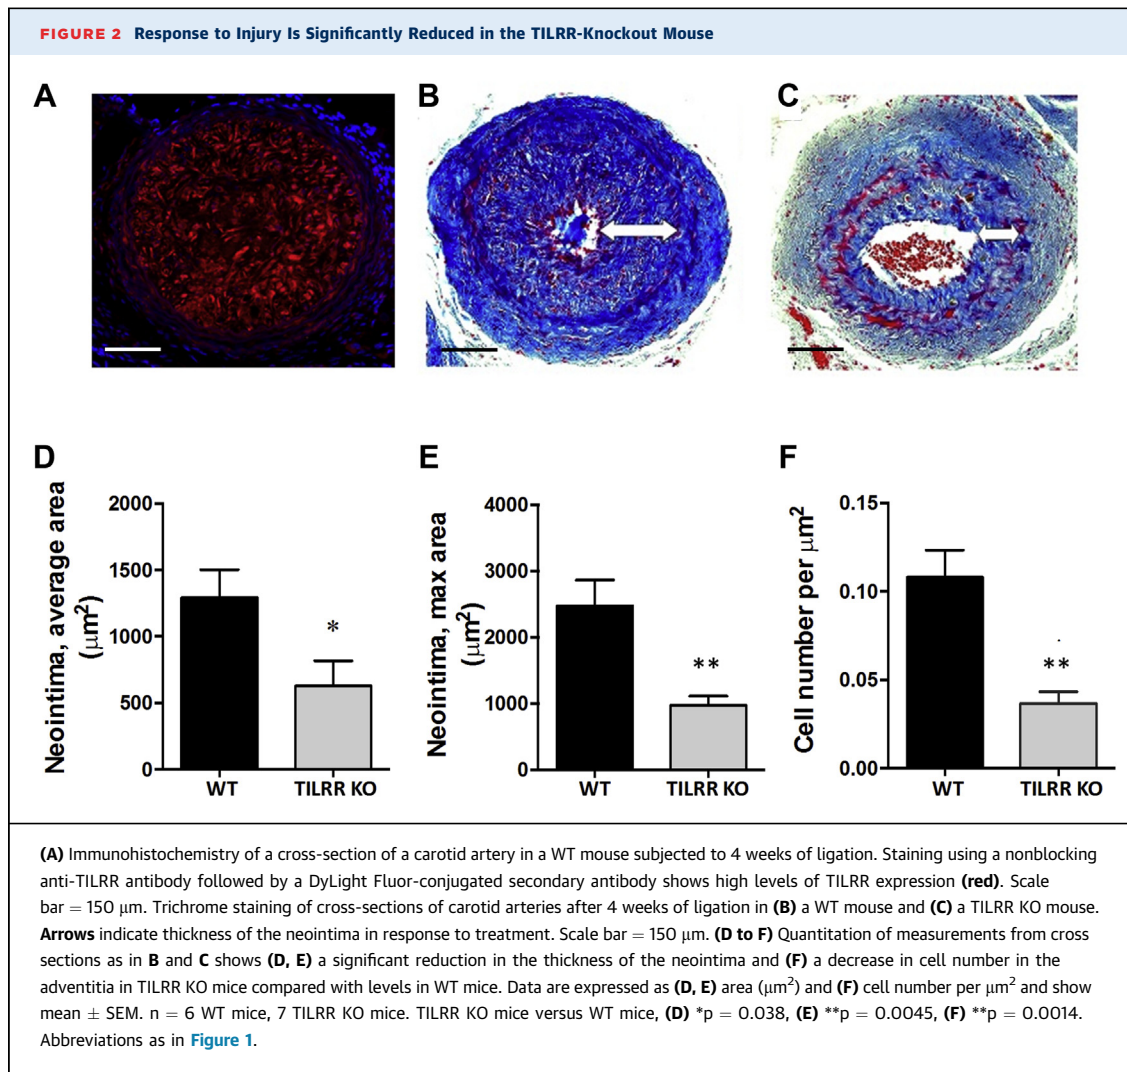 FIGURE 2 Response to Injury Is Significantly Reduced in the TILRR-Knockout Mouse
A
B
C
D
Neointima, average area
(μm²)
2000
1500
1000
500
0
*
WT
TILRR KO
E
Neointima, max area
(μm²)
4000
3000
2000
1000
0
**
WT
TILRR KO
F
Cell number per μm²
0.15
0.10
0.05
0.00
**
WT
TILRR KO
(A) Immunohistochemistry of a cross-section of a carotid artery in a WT mouse subjected to 4 weeks of ligation. Staining using a nonblocking
anti-TILRR antibody followed by a DyLight Fluor-conjugated secondary antibody shows high levels of TILRR expression (red). Scale
bar = 150 μm. Trichrome staining of cross-sections of carotid arteries after 4 weeks of ligation in (B) a WT mouse and (C) a TILRR KO mouse.
Arrows indicate thickness of the neointima in response to treatment. Scale bar = 150 μm. (D to F) Quantitation of measurements from cross
sections as in B and C shows (D, E) a significant reduction in the thickness of the neointima and (F) a decrease in cell number in the
adventitia in TILRR KO mice compared with levels in WT mice. Data are expressed as (D, E) area (μm²) and (F) cell number per μm² and show
mean ± SEM. n = 6 WT mice, 7 TILRR KO mice. TILRR KO mice versus WT mice, (D) *p = 0.038, (E) **p = 0.0045, (F) **p = 0.0014.
Abbreviations as in Figure 1.